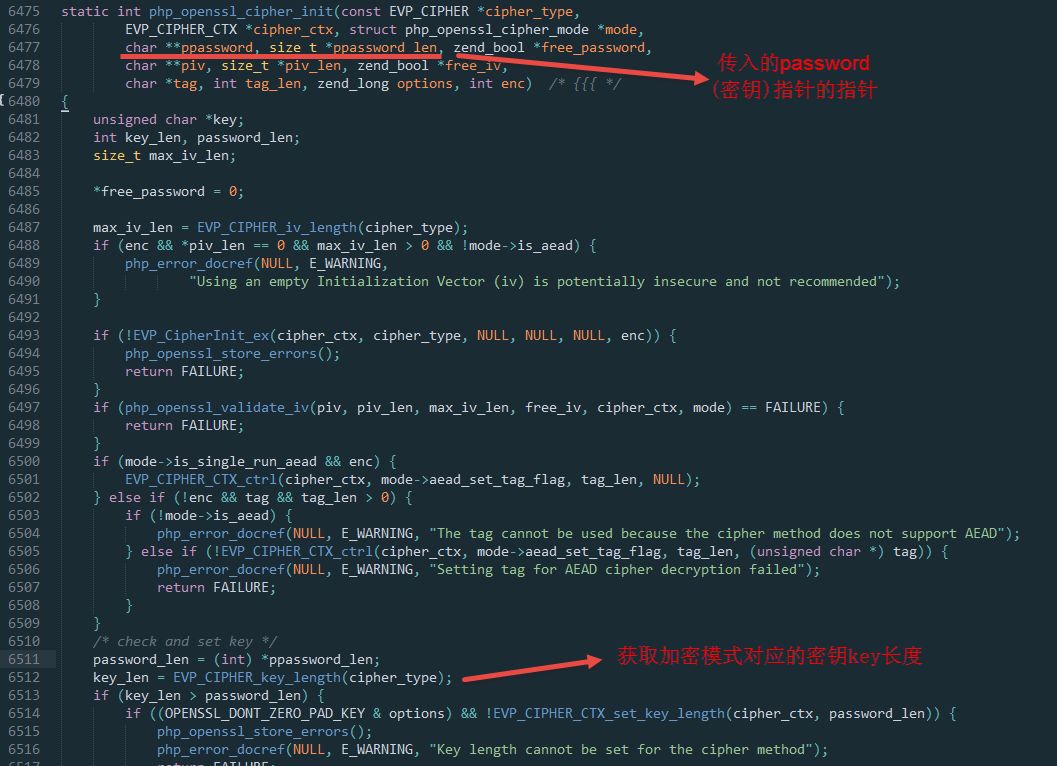 6475 static int php_openssl_cipher_init(const EVP_CIPHER *cipher_type,
6476 EVP_CIPHER_CTX *cipher_ctx, struct php_openssl_cipher_mode *mode,
6477 char **ppassword, size_t *ppassword_len, zend_bool *free_password,
6478 char **piv, size_t *piv_len, zend_bool *free_iv,
传入的password
6479 char *tag, int tag_len, zend_long options, int enc) /* {{{ */
(密钥)指针的指针
6480 {
6481 unsigned char *key;
6482 int key_len, password_len;
6483 size_t max_iv_len;
6484
6485 *free_password = 0;
6486
6487 max_iv_len = EVP_CIPHER_iv_length(cipher_type);
6488 if (enc && *piv_len == 0 && max_iv_len > 0 && !mode->is_aead) {
6489 php_error_docref(NULL, E_WARNING,
6490 "Using an empty Initialization Vector (iv) is potentially insecure and not recommended");
6491 }
6492
6493 if (!EVP_CipherInit_ex(cipher_ctx, cipher_type, NULL, NULL, NULL, enc)) {
6494 php_openssl_store_errors();
6495 return FAILURE;
6496 }
6497 if (php_openssl_validate_iv(piv, piv_len, max_iv_len, free_iv, cipher_ctx, mode) == FAILURE) {
6498 return FAILURE;
6499 }
6500 if (mode->is_single_run_aead && enc) {
6501 EVP_CIPHER_CTX_ctrl(cipher_ctx, mode->aead_set_tag_flag, tag_len, NULL);
6502 } else if (!enc && tag && tag_len > 0) {
6503 if (!mode->is_aead) {
6504 php_error_docref(NULL, E_WARNING, "The tag cannot be used because the cipher method does not support AEAD");
6505 } else if (!EVP_CIPHER_CTX_ctrl(cipher_ctx, mode->aead_set_tag_flag, tag_len, (unsigned char *) tag)) {
6506 php_error_docref(NULL, E_WARNING, "Setting tag for AEAD cipher decryption failed");
6507 return FAILURE;
6508 }
6509 }
6510 /* check and set key */
6511 password_len = (int) *ppassword_len;
获取加密模式对应的密钥key长度
6512 key_len = EVP_CIPHER_key_length(cipher_type);
6513 if (key_len > password_len) {
6514 if ((OPENSSL_DONT_ZERO_PAD_KEY & options) && !EVP_CIPHER_CTX_set_key_length(cipher_ctx, password_len)) {
6515 php_openssl_store_errors();
6516 php_error_docref(NULL, E_WARNING, "Key length cannot be set for the cipher method");